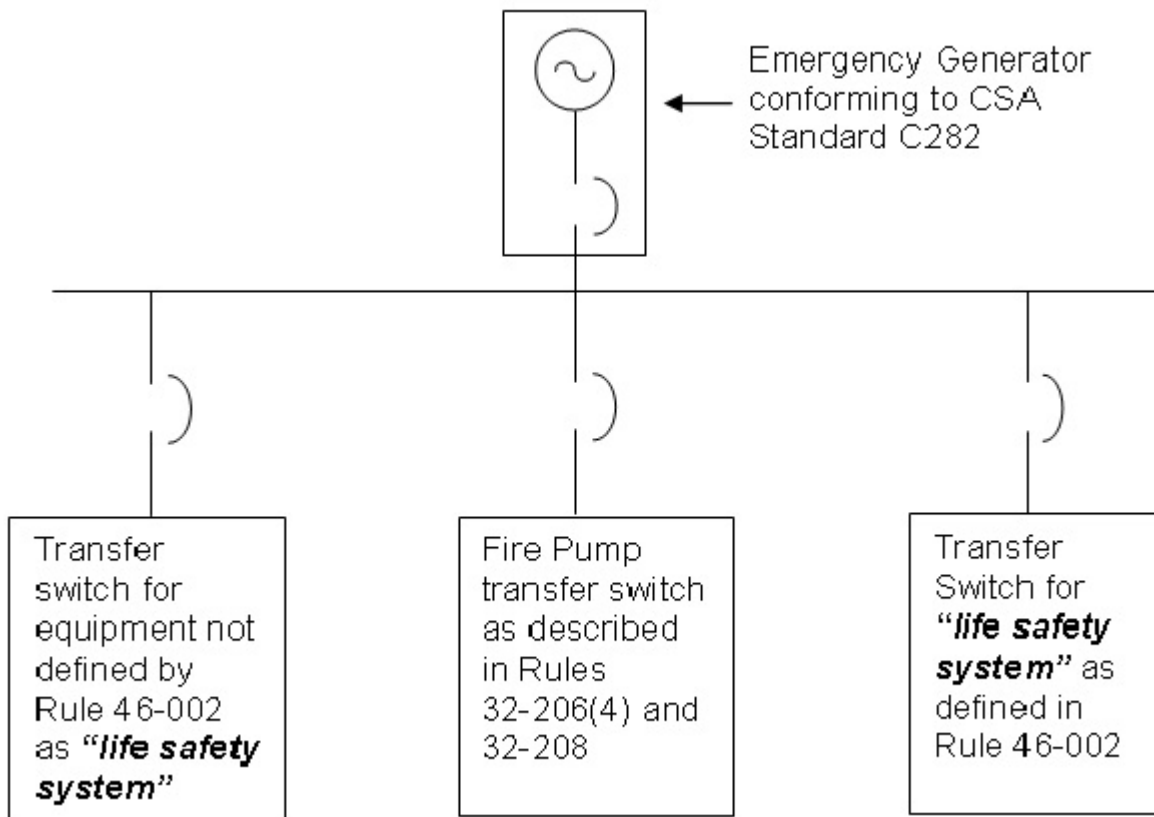 Emergency Generator
conforming to CSA
Standard C282
Transfer
switch for
equipment not
defined by
Rule 46-002
as “life safety
system”
Fire Pump
transfer switch
as described
in Rules
32-206(4) and
32-208
Transfer
Switch for
“life safety
system” as
defined in
Rule 46-002